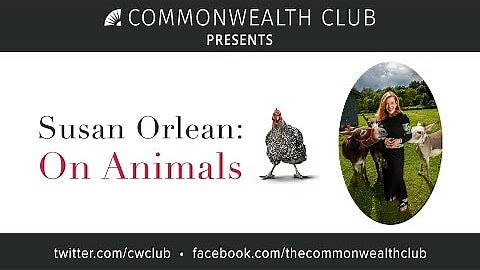 COMMONWEALTH CLUB
PRESENTS
Susan Orlean:
On Animals
twitter.com/cwclub • facebook.com/thecommonwealthclub